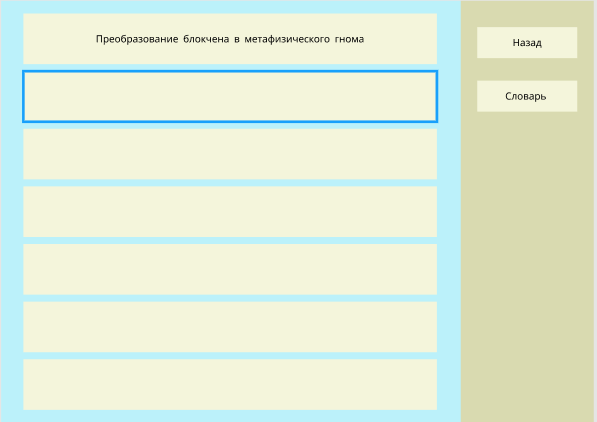 Преобразование блокчена в метафизического гнома
Назад
Словарь